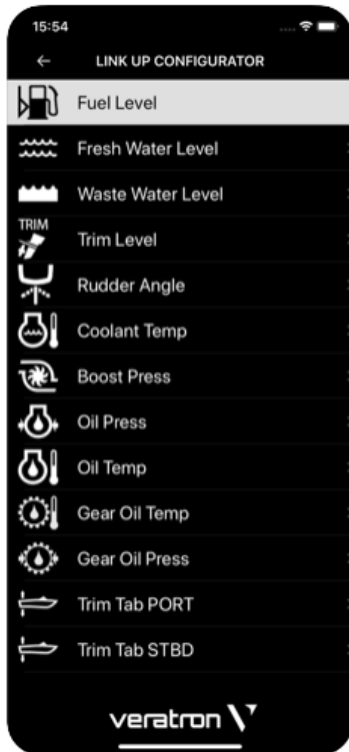 15:54
LINK UP CONFIGURATOR
Fuel Level
Fresh Water Level
Waste Water Level
TRIM
Trim Level
Rudder Angle
Coolant Temp
Boost Press
Oil Press
Oil Temp
Gear Oil Temp
Gear Oil Press
Trim Tab PORT
Trim Tab STBD
veratron